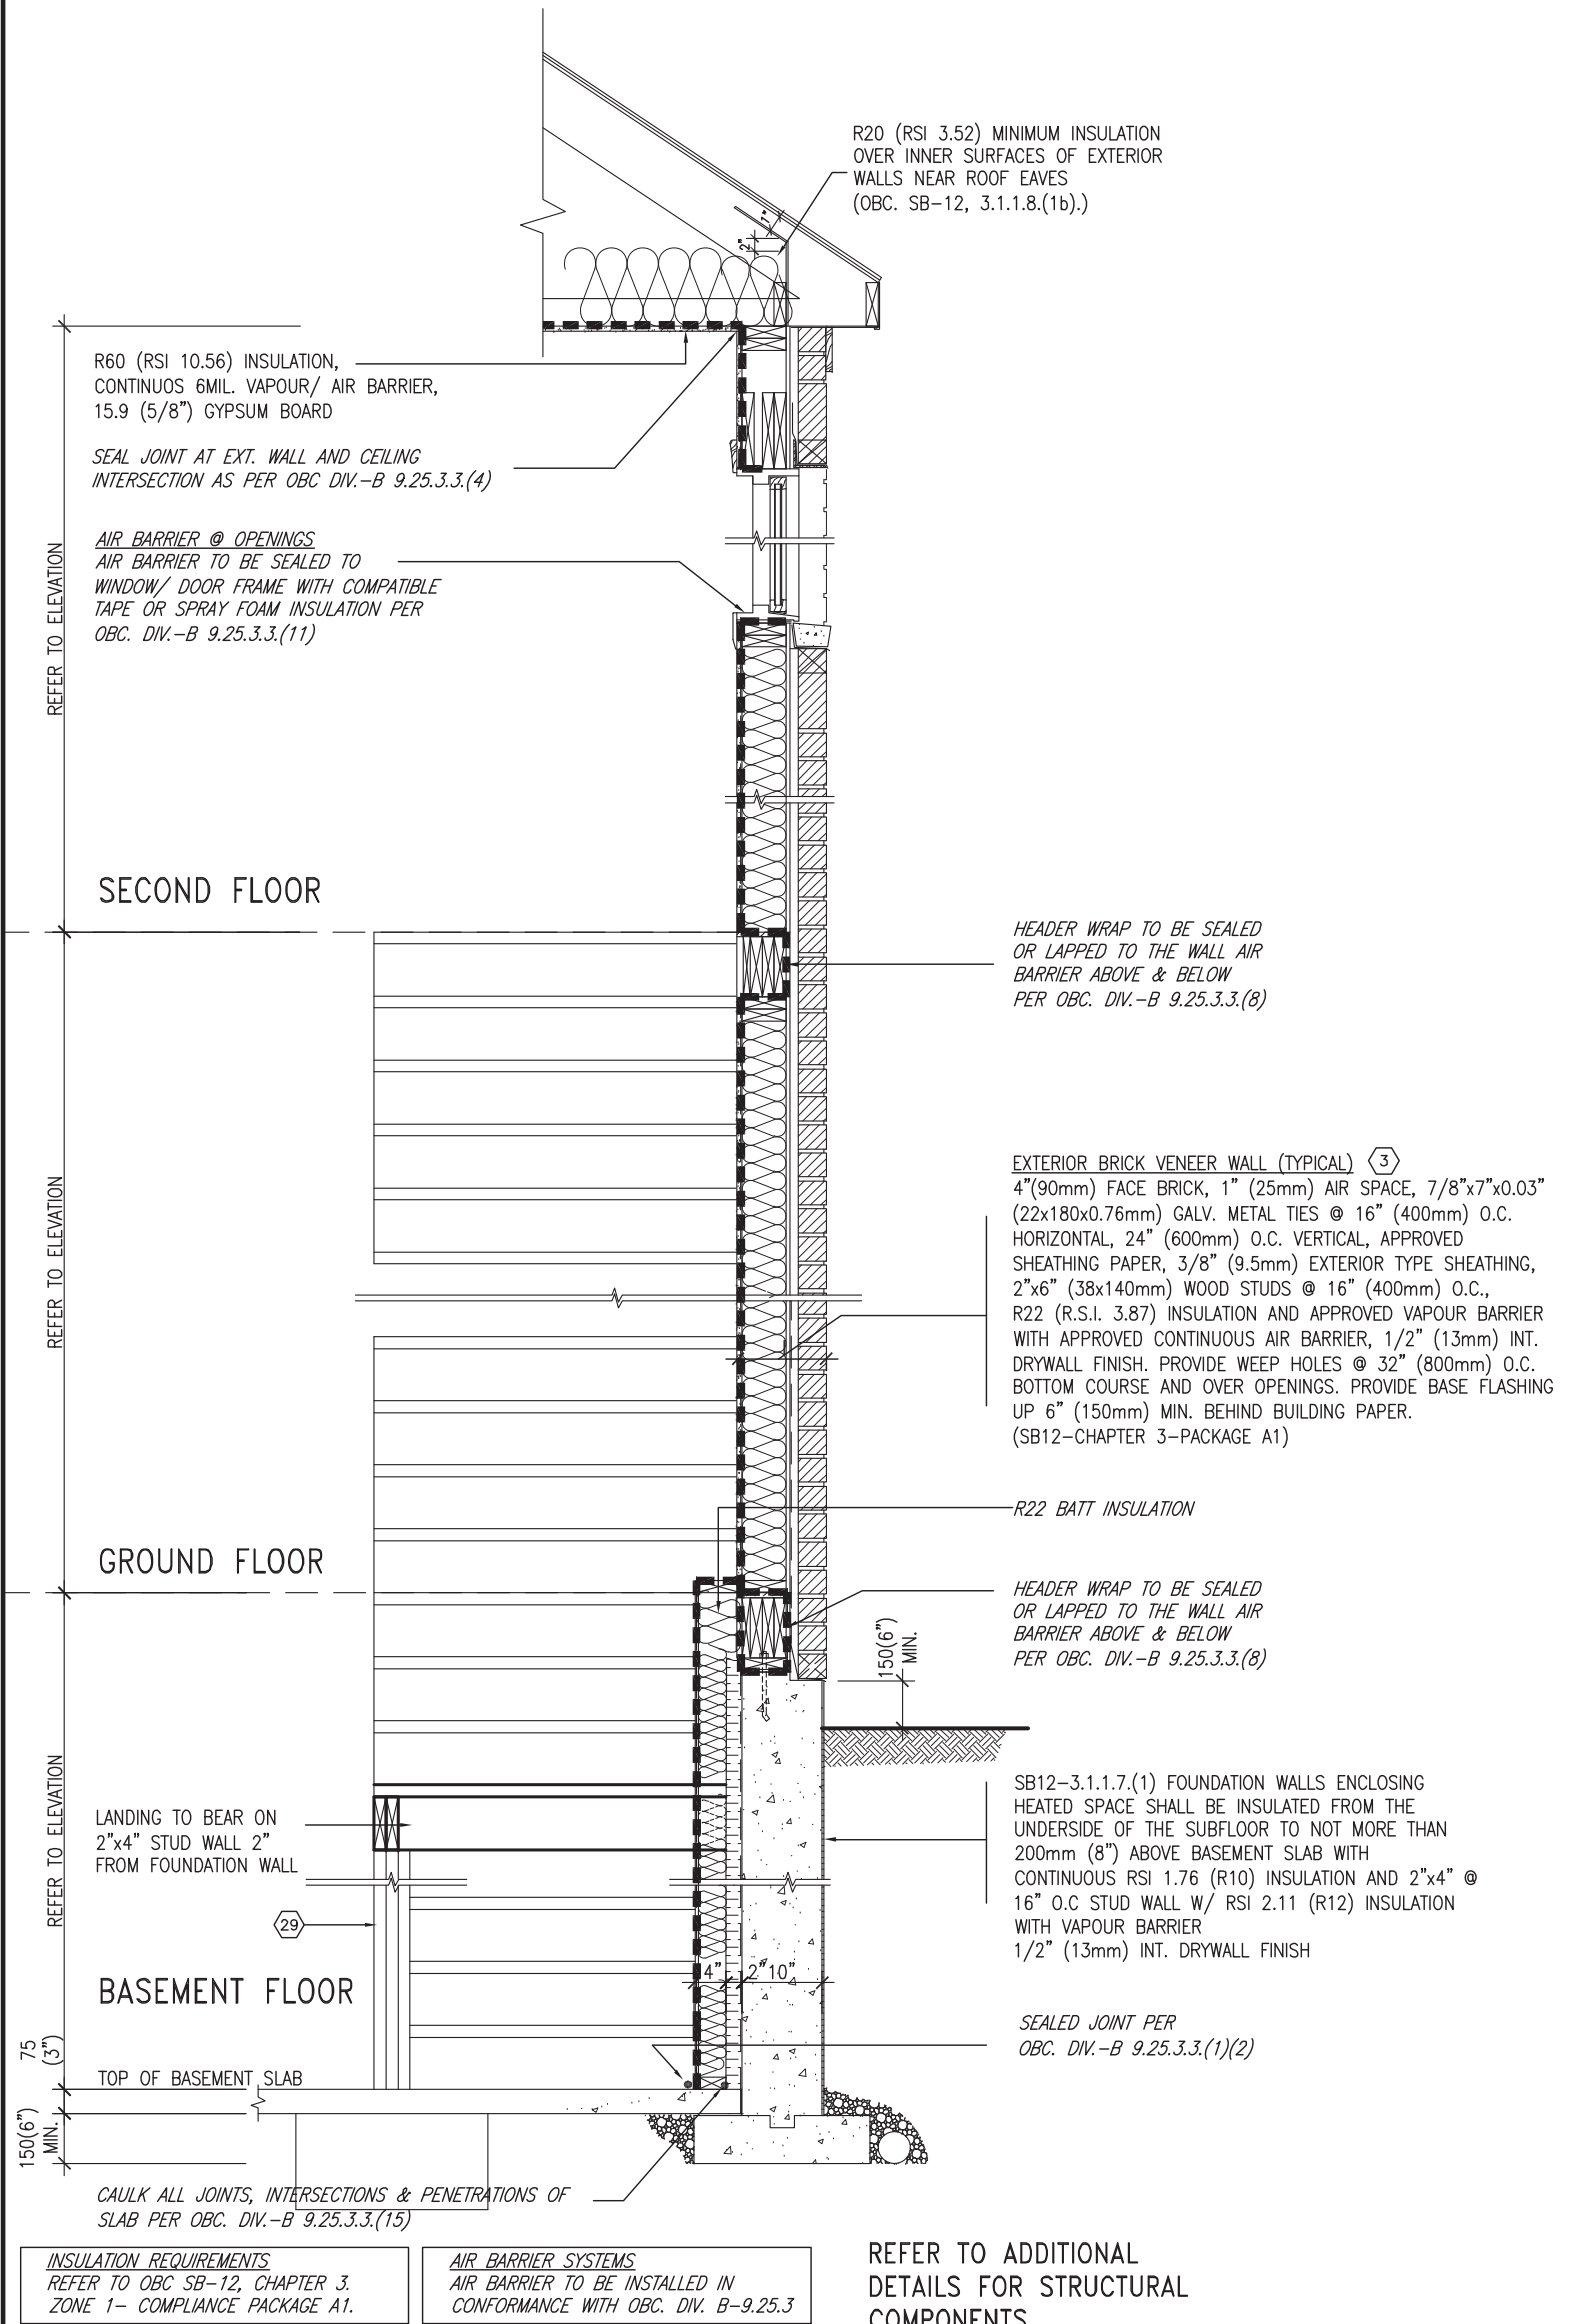 R20 (RSI 3.52) MINIMUM INSULATION
OVER INNER SURFACES OF EXTERIOR
WALLS NEAR ROOF EAVES
(OBC. SB-12, 3.1.1.8.(1b).)
1"
2"
R60 (RSI 10.56) INSULATION,
CONTINUOS 6MIL. VAPOUR/ AIR BARRIER,
15.9 (5/8") GYPSUM BOARD
SEAL JOINT AT EXT. WALL AND CEILING
INTERSECTION AS PER OBC DIV.-B 9.25.3.3.(4)
AIR BARRIER @ OPENINGS
AIR BARRIER TO BE SEALED TO
WINDOW/ DOOR FRAME WITH COMPATIBLE
TAPE OR SPRAY FOAM INSULATION PER
OBC. DIV.-B 9.25.3.3.(11)
REFER TO ELEVATION
SECOND FLOOR
HEADER WRAP TO BE SEALED
OR LAPPED TO THE WALL AIR
BARRIER ABOVE & BELOW
PER OBC. DIV.-B 9.25.3.3.(8)
REFER TO ELEVATION
EXTERIOR BRICK VENEER WALL (TYPICAL) 3
4"(90mm) FACE BRICK, 1" (25mm) AIR SPACE, 7/8"x7"x0.03"
(22x180x0.76mm) GALV. METAL TIES @ 16" (400mm) O.C.
HORIZONTAL, 24" (600mm) O.C. VERTICAL, APPROVED
SHEATHING PAPER, 3/8" (9.5mm) EXTERIOR TYPE SHEATHING,
2"x6" (38x140mm) WOOD STUDS @ 16" (400mm) O.C.,
R22 (R.S.I. 3.87) INSULATION AND APPROVED VAPOUR BARRIER
WITH APPROVED CONTINUOUS AIR BARRIER, 1/2" (13mm) INT.
DRYWALL FINISH. PROVIDE WEEP HOLES @ 32" (800mm) O.C.
BOTTOM COURSE AND OVER OPENINGS. PROVIDE BASE FLASHING
UP 6" (150mm) MIN. BEHIND BUILDING PAPER.
(SB12-CHAPTER 3-PACKAGE A1)
R22 BATT INSULATION
GROUND FLOOR
HEADER WRAP TO BE SEALED
OR LAPPED TO THE WALL AIR
BARRIER ABOVE & BELOW
PER OBC. DIV.-B 9.25.3.3.(8)
150(6")
MIN.
REFER TO ELEVATION
LANDING TO BEAR ON
2"x4" STUD WALL 2"
FROM FOUNDATION WALL
29
SB12-3.1.1.7.(1) FOUNDATION WALLS ENCLOSING
HEATED SPACE SHALL BE INSULATED FROM THE
UNDERSIDE OF THE SUBFLOOR TO NOT MORE THAN
200mm (8") ABOVE BASEMENT SLAB WITH
CONTINUOUS RSI 1.76 (R10) INSULATION AND 2"x4" @
16" O.C STUD WALL W/ RSI 2.11 (R12) INSULATION
WITH VAPOUR BARRIER
1/2" (13mm) INT. DRYWALL FINISH
4" 2" 10"
BASEMENT FLOOR
SEALED JOINT PER
OBC. DIV.-B 9.25.3.3.(1)(2)
75
(3")
TOP OF BASEMENT SLAB
150(6")
MIN.
CAULK ALL JOINTS, INTERSECTIONS & PENETRATIONS OF
SLAB PER OBC. DIV.-B 9.25.3.3.(15)
INSULATION REQUIREMENTS
REFER TO OBC SB-12, CHAPTER 3.
ZONE 1- COMPLIANCE PACKAGE A1.
AIR BARRIER SYSTEMS
AIR BARRIER TO BE INSTALLED IN
CONFORMANCE WITH OBC. DIV. B-9.25.3
REFER TO ADDITIONAL
DETAILS FOR STRUCTURAL
COMPONENTS